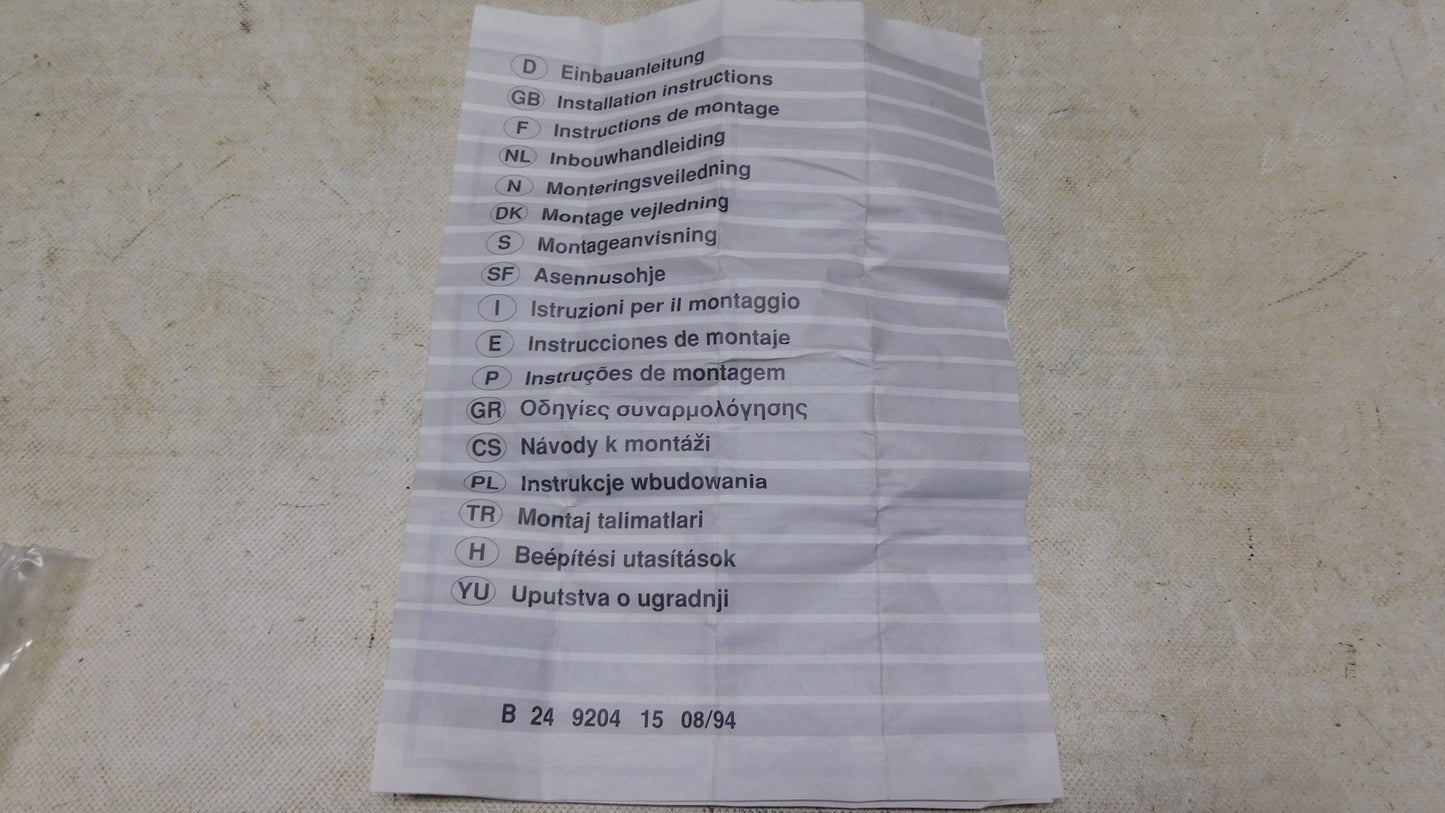 D Einbauanleitung
GB Installation instructions
F Instructions de montage
NL Inbouwhandleiding
N Monteringsveiledning
DK Montage vejledning
S Montageanvisning
SF Asennusohje
I Istruzioni per il montaggio
E Instrucciones de montaje
P Instruções de montagem
GR Οδηγίες συναρμολόγησης
CS Návody k montáži
PL Instrukcje wbudowania
TR Montaj talimatlari
H Beépítési utasítások
YU Uputstva o ugradnji
B 24 9204 15 08/94